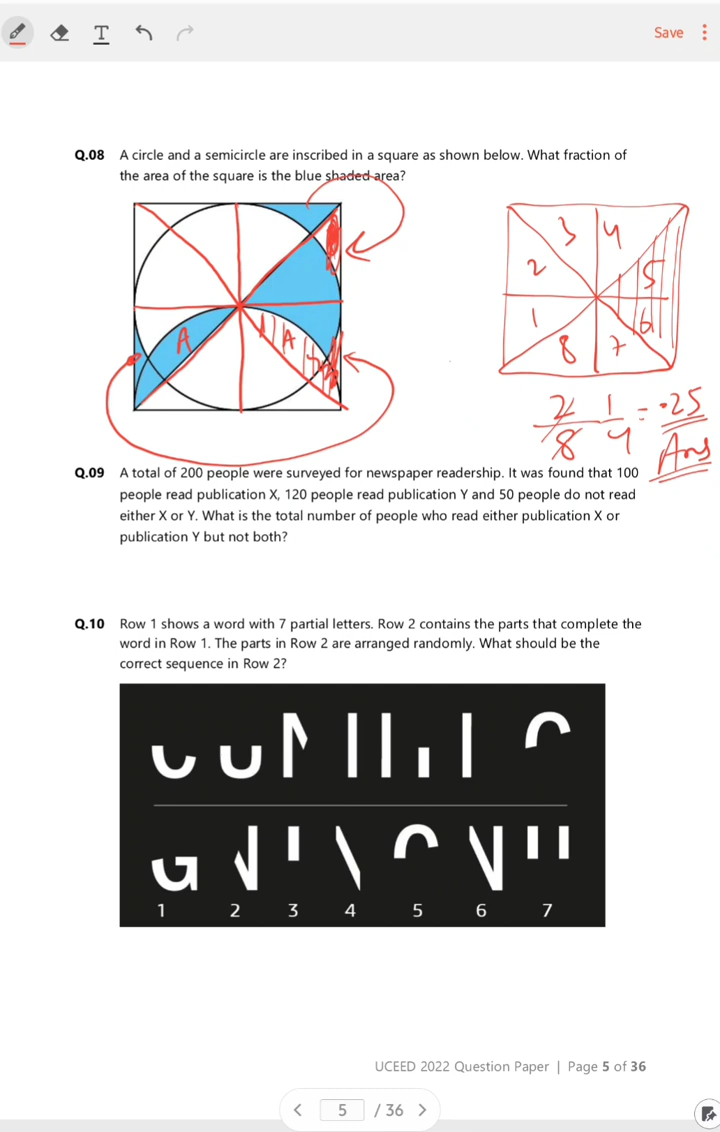 T
Save
Q.08 A circle and a semicircle are inscribed in a square as shown below. What fraction of
the area of the square is the blue shaded area?
A
A
3 4
2 5
1 6
8 7
2/8 1/4 = .25
Ans
Q.09 A total of 200 people were surveyed for newspaper readership. It was found that 100
people read publication X, 120 people read publication Y and 50 people do not read
either X or Y. What is the total number of people who read either publication X or
publication Y but not both?
Q.10 Row 1 shows a word with 7 partial letters. Row 2 contains the parts that complete the
word in Row 1. The parts in Row 2 are arranged randomly. What should be the
correct sequence in Row 2?
1 2 3 4 5 6 7
UCEED 2022 Question Paper | Page 5 of 36
< 5 / 36 >